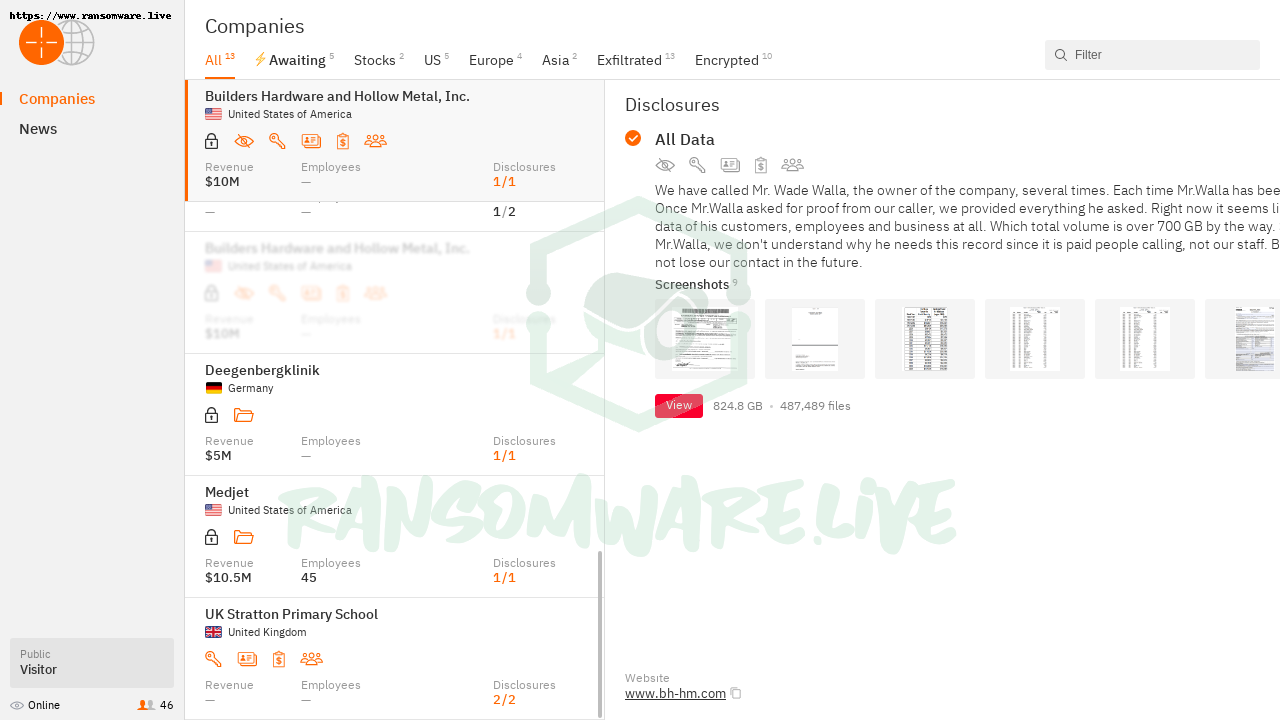 https://www.ransomware.live
Companies
News
Public
Visitor
Online
46
Companies
All 13
Awaiting 5
Stocks 2
US 5
Europe 4
Asia 2
Exfiltrated 13
Encrypted 10
Filter
Builders Hardware and Hollow Metal, Inc.
United States of America
Revenue Employees Disclosures
$10M — 1/1
— — 1/2
Builders Hardware and Hollow Metal, Inc.
United States of America
Revenue Employees Disclosures
$10M — 1/1
Deegenbergklinik
Germany
Revenue Employees Disclosures
$5M — 1/1
Medjet
United States of America
Revenue Employees Disclosures
$10.5M 45 1/1
UK Stratton Primary School
United Kingdom
Revenue Employees Disclosures
— — 2/2
Disclosures
All Data
We have called Mr. Wade Walla, the owner of the company, several times. Each time Mr.Walla has bee
Once Mr.Walla asked for proof from our caller, we provided everything he asked. Right now it seems li
data of his customers, employees and business at all. Which total volume is over 700 GB by the way.
Mr.Walla, we don't understand why he needs this record since it is paid people calling, not our staff. B
not lose our contact in the future.
Screenshots 9
View 824.8 GB • 487,489 files
Website
www.bh-hm.com
RANSOMWARE.LIVE